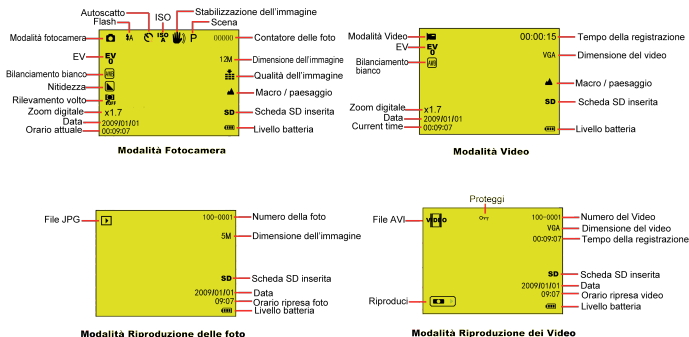 Autoscatto
ISO
Stabilizzazione dell'immagine
Flash
Scena
Modalità fotocamera
A
ISO
A
P
00000
Contatore delle foto
EV
EV
0
12M
Dimensione dell'immagine
Bilanciamento bianco
AWB
Qualità dell'immagine
Nitidezza
Macro / paesaggio
Rilevamento volto
OFF
Zoom digitale
x1.7
SD
Scheda SD inserita
Data
2009/01/01
Orario attuale
00:09:07
Livello batteria
Modalità Fotocamera
Modalità Video
00:00:15
Tempo della registrazione
EV
EV
0
VGA
Dimensione del video
Bilanciamento
bianco
AWB
Macro / paesaggio
Zoom digitale
x1.7
SD
Scheda SD inserita
Data
2009/01/01
Current time
00:09:07
Livello batteria
Modalità Video
File JPG
100-0001
Numero della foto
5M
Dimensione dell'immagine
SD
Scheda SD inserita
2009/01/01
Data
09:07
Orario ripresa foto
Livello batteria
Modalità Riproduzione delle foto
Proteggi
File AVI
VIDEO
100-0001
Numero del Video
VGA
Dimensione del video
00:09:07
Tempo della registrazione
SD
Scheda SD inserita
2009/01/01
Data
09:07
Orario ripresa video
Riproduci
Livello batteria
Modalità Riproduzione dei Video